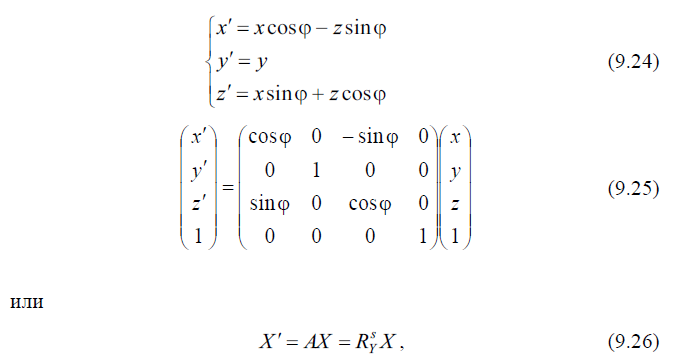 x′ = x cos φ − z sin φ
y′ = y (9.24)
z′ = x sin φ + z cos φ
x′ cos φ 0 − sin φ 0 x
y′ 0 1 0 0 y
= (9.25)
z′ sin φ 0 cos φ 0 z
1 0 0 0 1 1
или
X′ = AX = R_Y^s X , (9.26)